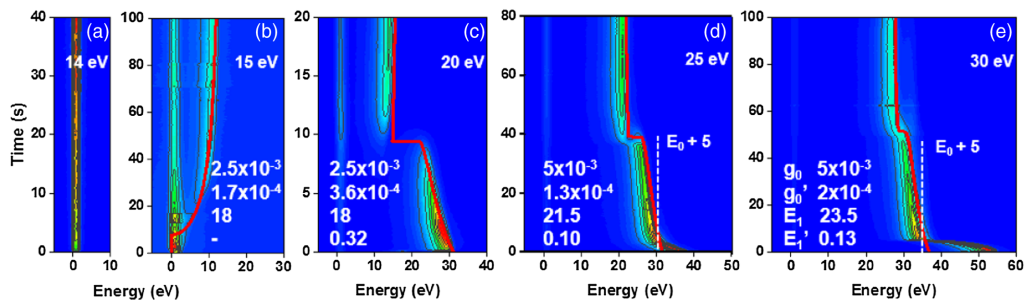 (a) (b) (c) (d) (e)
14 eV 15 eV 20 eV 25 eV 30 eV
Time (s)
40 30 20 10 0
100 80 60 40 20 0
20 15 10 5 0
80 60 40 20 0
100 80 60 40 20 0
2.5x10⁻³
1.7x10⁻⁴
18
-
2.5x10⁻³
3.6x10⁻⁴
18
0.32
E₀ + 5
5x10⁻³
1.3x10⁻⁴
21.5
0.10
E₀ + 5
g₀ 5x10⁻³
g₀' 2x10⁻⁴
E₁ 23.5
E₁' 0.13
0 10
0 10 20 30
0 10 20 30 40
0 10 20 30 40 50
0 10 20 30 40 50 60
Energy (eV) Energy (eV) Energy (eV) Energy (eV)